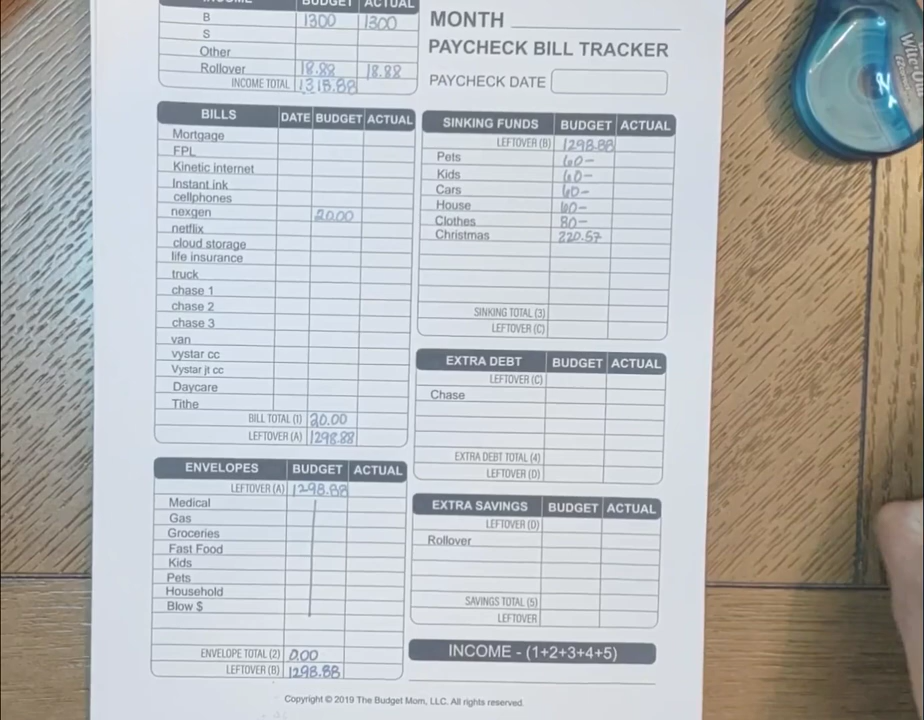 INCOME BUDGET ACTUAL
B 1300 1300
S
Other
Rollover 18.88 18.88
INCOME TOTAL 1318.88
MONTH
PAYCHECK BILL TRACKER
PAYCHECK DATE
BILLS DATE BUDGET ACTUAL
Mortgage
FPL
Kinetic internet
Instant ink
cellphones
nexgen 20.00
netflix
cloud storage
life insurance
truck
chase 1
chase 2
chase 3
van
vystar cc
Vystar jt cc
Daycare
Tithe
BILL TOTAL (1) 20.00
LEFTOVER (A) 1298.88
ENVELOPES BUDGET ACTUAL
LEFTOVER (A) 1298.88
Medical
Gas
Groceries
Fast Food
Kids
Pets
Household
Blow $
ENVELOPE TOTAL (2) 0.00
LEFTOVER (B) 1298.88
SINKING FUNDS BUDGET ACTUAL
LEFTOVER (B) 1298.88
Pets 60-
Kids 60-
Cars 60-
House 60-
Clothes 80-
Christmas 220.57
SINKING TOTAL (3)
LEFTOVER (C)
EXTRA DEBT BUDGET ACTUAL
LEFTOVER (C)
Chase
EXTRA DEBT TOTAL (4)
LEFTOVER (D)
EXTRA SAVINGS BUDGET ACTUAL
LEFTOVER (D)
Rollover
SAVINGS TOTAL (5)
LEFTOVER
INCOME - (1+2+3+4+5)
Copyright © 2019 The Budget Mom, LLC. All rights reserved.